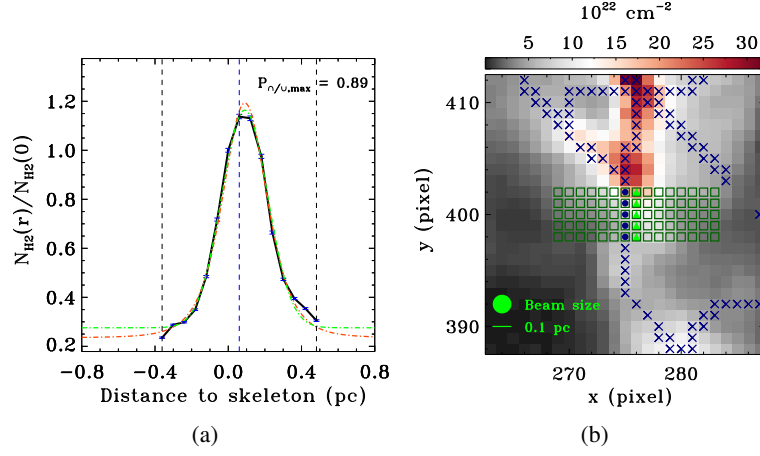 P∩/∪,max = 0.89
N_H2(r)/N_H2(0)
1.2
1.0
0.8
0.6
0.4
0.2
−0.8 −0.4 0.0 0.4 0.8
Distance to skeleton (pc)
(a)
10²² cm⁻²
5 10 15 20 25 30
410
400
390
y (pixel)
Beam size
0.1 pc
270 280
x (pixel)
(b)